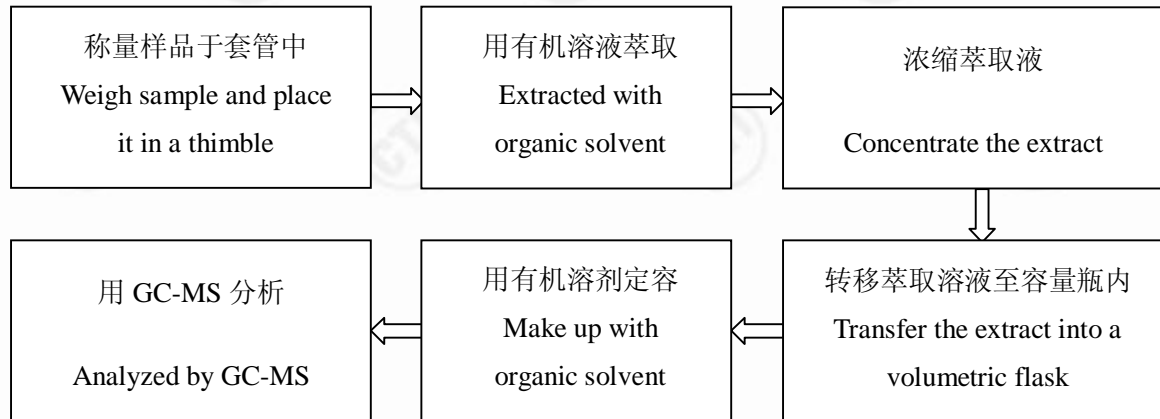 称量样品于套管中
Weigh sample and place
it in a thimble
用有机溶液萃取
Extracted with
organic solvent
浓缩萃取液
Concentrate the extract
转移萃取溶液至容量瓶内
Transfer the extract into a
volumetric flask
用有机溶剂定容
Make up with
organic solvent
用 GC-MS 分析
Analyzed by GC-MS